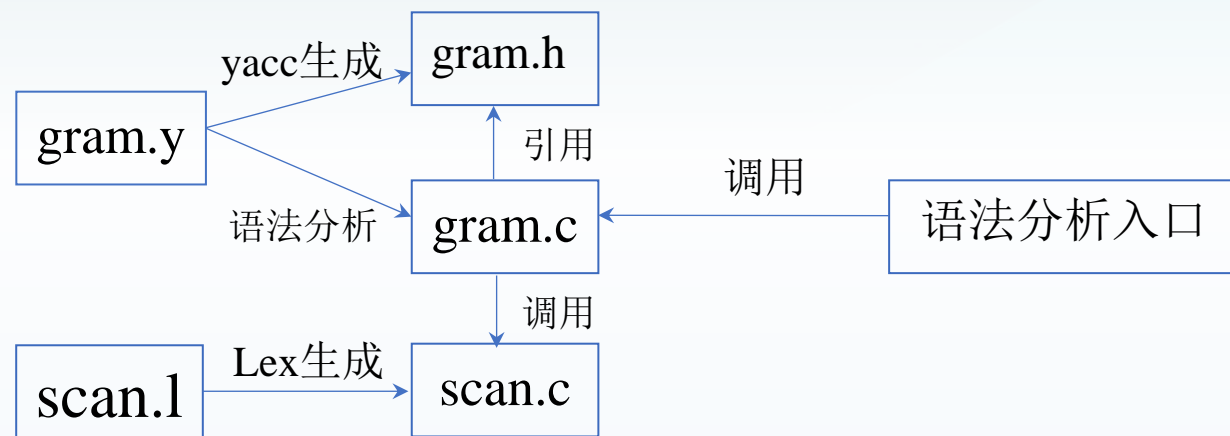 yacc生成
gram.h
gram.y
引用
调用
语法分析
gram.c
语法分析入口
调用
Lex生成
scan.l
scan.c